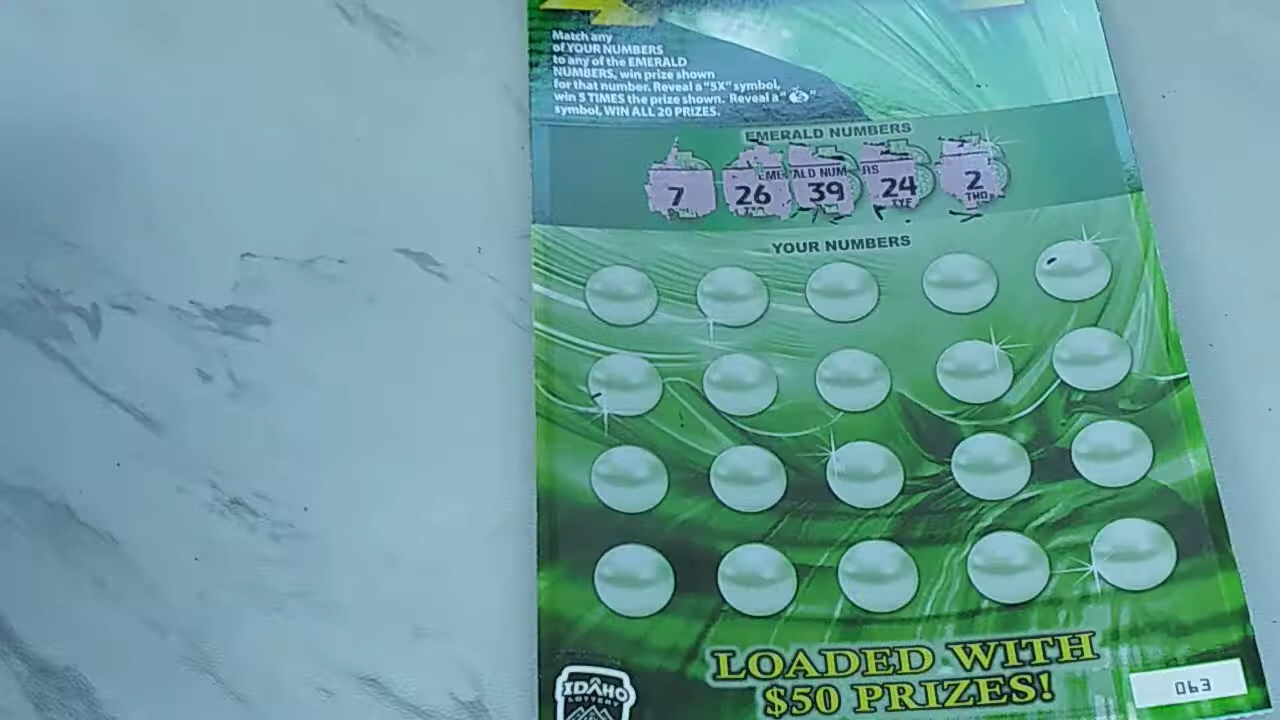 Match any
of YOUR NUMBERS
to any of the EMERALD
NUMBERS, win prize shown
for that number. Reveal a "5X" symbol,
win 5 TIMES the prize shown. Reveal a " "
symbol, WIN ALL 20 PRIZES.
EMERALD NUMBERS
7 26 39 24 2
TWO
YOUR NUMBERS
LOADED WITH
$50 PRIZES!
IDAHO
LOTTERY
063